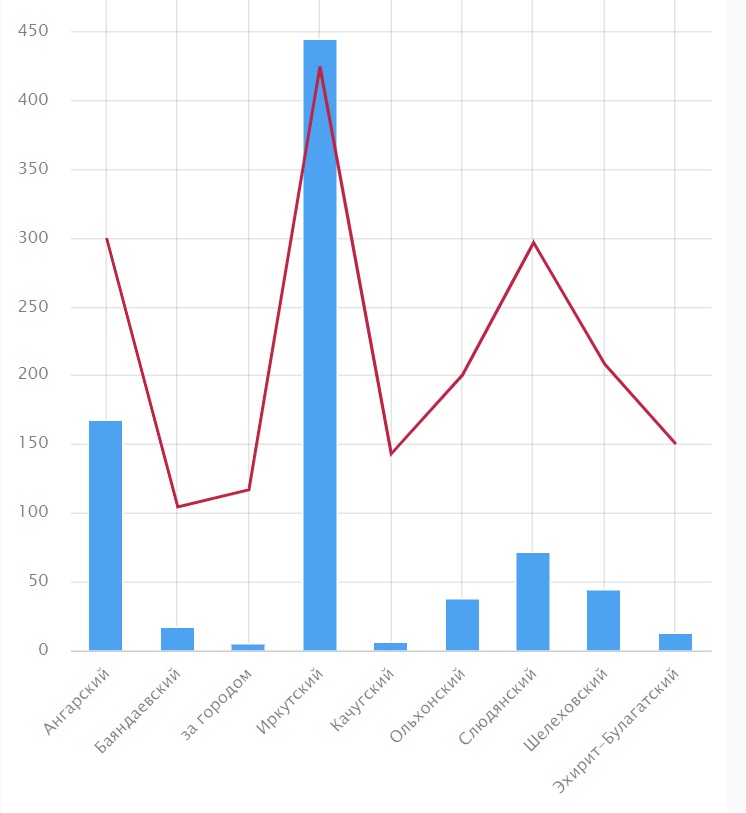 450
400
350
300
250
200
150
100
50
0
Ангарский
Баяндаевский
за городом
Иркутский
Качугский
Ольхонский
Слюдянский
Шелеховский
Эхирит-Булагатский